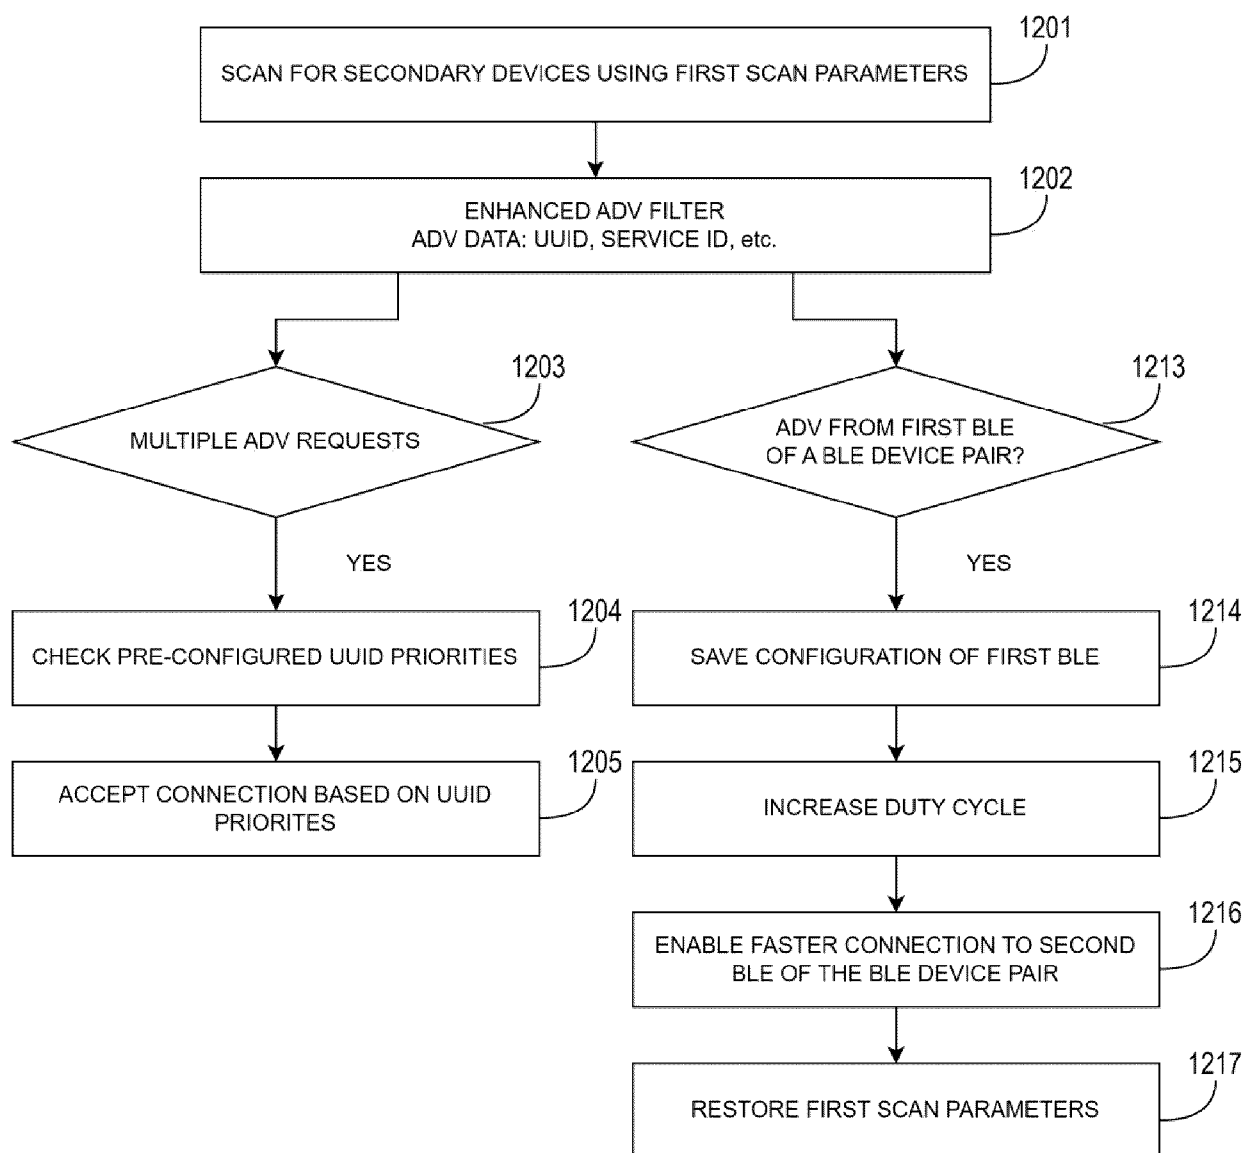 1201
SCAN FOR SECONDARY DEVICES USING FIRST SCAN PARAMETERS
1202
ENHANCED ADV FILTER
ADV DATA: UUID, SERVICE ID, etc.
1203
MULTIPLE ADV REQUESTS
1213
ADV FROM FIRST BLE
OF A BLE DEVICE PAIR?
YES
YES
1204
CHECK PRE-CONFIGURED UUID PRIORITIES
1214
SAVE CONFIGURATION OF FIRST BLE
1205
ACCEPT CONNECTION BASED ON UUID
PRIORITES
1215
INCREASE DUTY CYCLE
1216
ENABLE FASTER CONNECTION TO SECOND
BLE OF THE BLE DEVICE PAIR
1217
RESTORE FIRST SCAN PARAMETERS